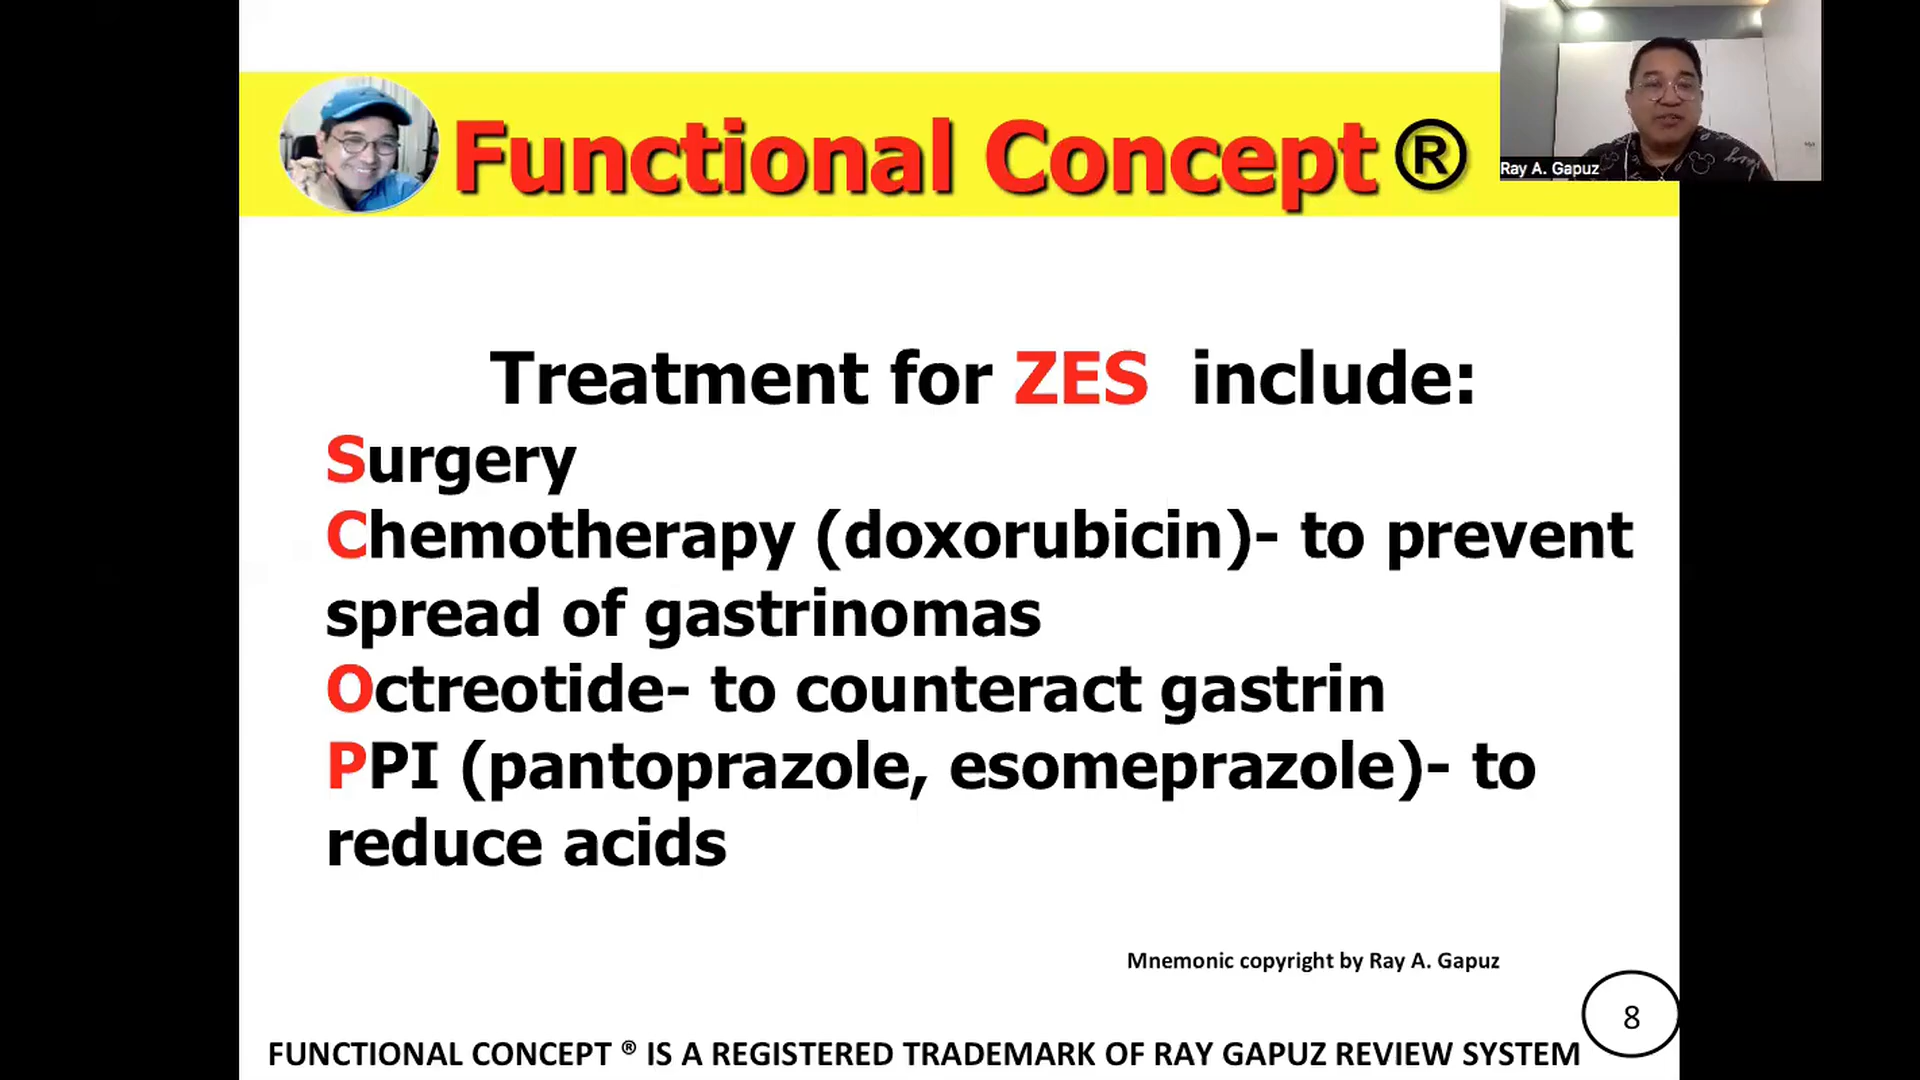 Functional Concept ®
Ray A. Gapuz
Treatment for ZES include:
Surgery
Chemotherapy (doxorubicin)- to prevent
spread of gastrinomas
Octreotide- to counteract gastrin
PPI (pantoprazole, esomeprazole)- to
reduce acids
Mnemonic copyright by Ray A. Gapuz
8
FUNCTIONAL CONCEPT ® IS A REGISTERED TRADEMARK OF RAY GAPUZ REVIEW SYSTEM